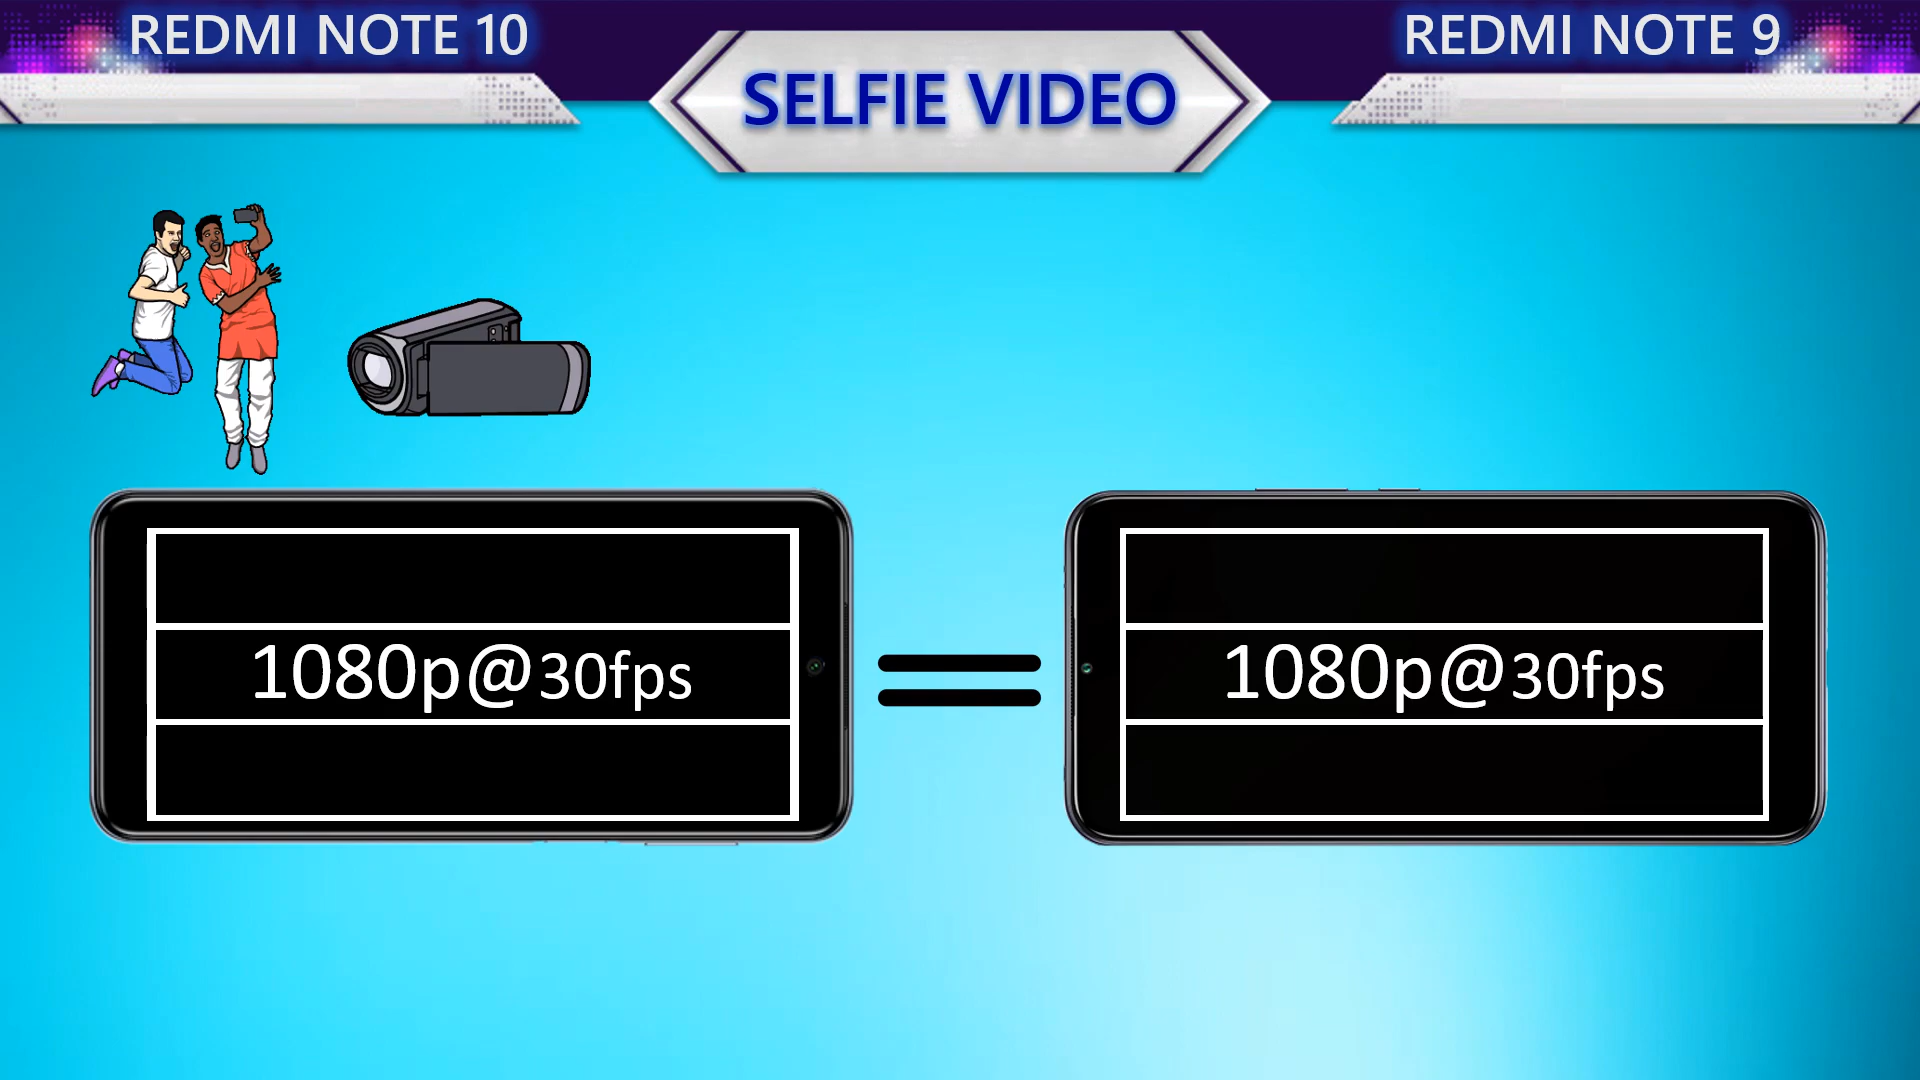 REDMI NOTE 10
REDMI NOTE 9
SELFIE VIDEO
1080p@30fps
1080p@30fps